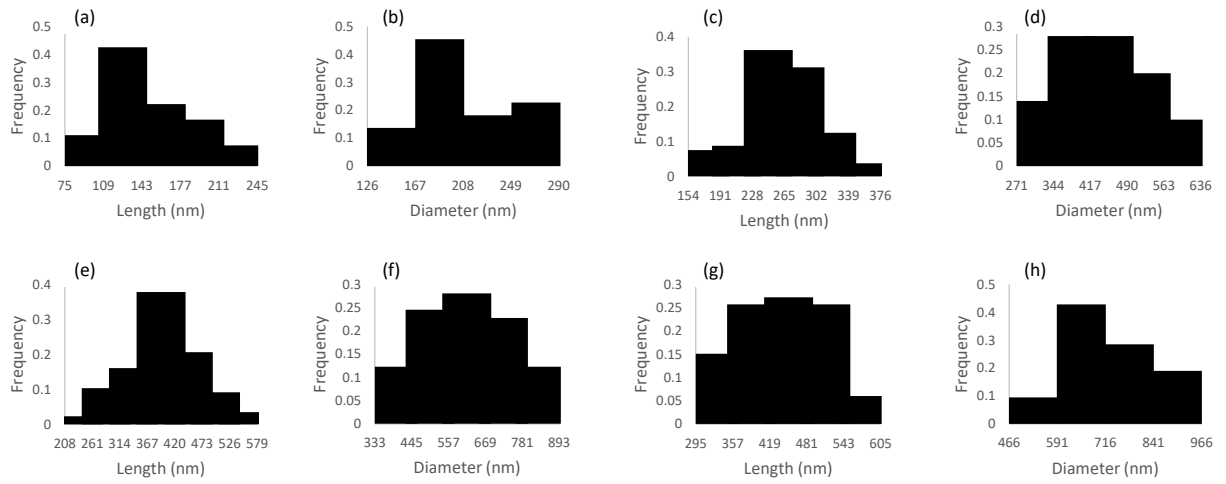 (a)
0.5
0.4
0.3
0.2
0.1
0
Frequency
75 109 143 177 211 245
Length (nm)
(b)
0.5
0.4
0.3
0.2
0.1
0
Frequency
126 167 208 249 290
Diameter (nm)
(c)
0.4
0.3
0.2
0.1
0
Frequency
154 191 228 265 302 339 376
Length (nm)
(d)
0.3
0.25
0.2
0.15
0.1
0.05
0
Frequency
271 344 417 490 563 636
Diameter (nm)
(e)
0.4
0.3
0.2
0.1
0
Frequency
208 261 314 367 420 473 526 579
Length (nm)
(f)
0.3
0.25
0.2
0.15
0.1
0.05
0
Frequency
333 445 557 669 781 893
Diameter (nm)
(g)
0.3
0.25
0.2
0.15
0.1
0.05
0
Frequency
295 357 419 481 543 605
Length (nm)
(h)
0.5
0.4
0.3
0.2
0.1
0
Frequency
466 591 716 841 966
Diameter (nm)